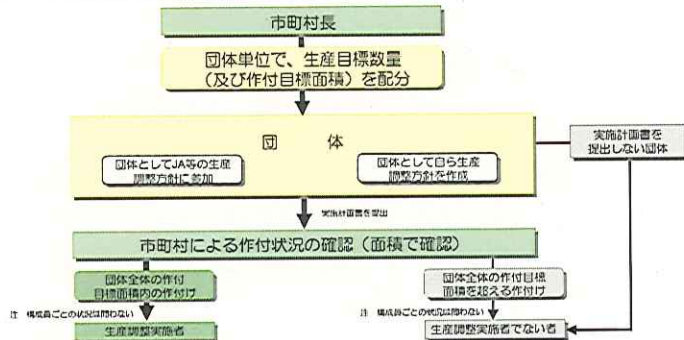 市町村長
団体単位で、生産目標数量
（及び作付目標面積）を配分
団　体
団体としてJA等の生産
調整方針に参加
団体として自ら生産
調整方針を作成
実施計画書を
提出しない団体
実施計画書を提出
市町村による作付状況の確認（面積で確認）
団体全体の作付
目標面積内の作付け
団体全体の作付目標
面積を超える作付け
注　構成員ごとの状況は問わない
注　構成員ごとの状況は問わない
生産調整実施者
生産調整実施者でない者